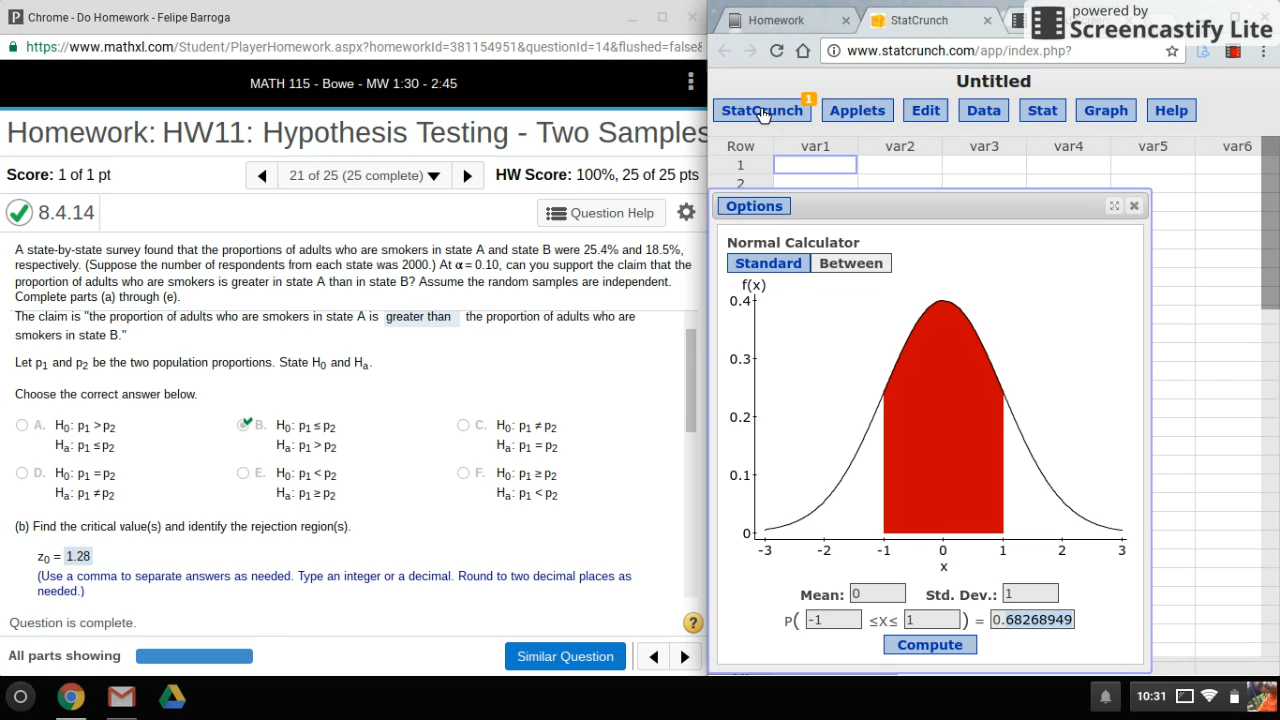 Chrome - Do Homework - Felipe Barroga
https://www.mathxl.com/Student/PlayerHomework.aspx?homeworkId=381154951&questionId=14&flushed=false&
MATH 115 - Bowe - MW 1:30 - 2:45
Homework: HW11: Hypothesis Testing - Two Samples
Score: 1 of 1 pt
21 of 25 (25 complete)
HW Score: 100%, 25 of 25 pts
8.4.14
Question Help
A state-by-state survey found that the proportions of adults who are smokers in state A and state B were 25.4% and 18.5%,
respectively. (Suppose the number of respondents from each state was 2000.) At α = 0.10, can you support the claim that the
proportion of adults who are smokers is greater in state A than in state B? Assume the random samples are independent.
Complete parts (a) through (e).
The claim is "the proportion of adults who are smokers in state A is greater than the proportion of adults who are
smokers in state B."
Let p1 and p2 be the two population proportions. State H0 and Ha.
Choose the correct answer below.
A. H0: p1 > p2
Ha: p1 ≤ p2
B. H0: p1 ≤ p2
Ha: p1 > p2
C. H0: p1 ≠ p2
Ha: p1 = p2
D. H0: p1 = p2
Ha: p1 ≠ p2
E. H0: p1 < p2
Ha: p1 ≥ p2
F. H0: p1 ≥ p2
Ha: p1 < p2
(b) Find the critical value(s) and identify the rejection region(s).
z0 = 1.28
(Use a comma to separate answers as needed. Type an integer or a decimal. Round to two decimal places as
needed.)
Question is complete.
?
All parts showing
Similar Question
Homework
StatCrunch
powered by
Screencastify Lite
www.statcrunch.com/app/index.php?
Untitled
StatCrunch
1
Applets
Edit
Data
Stat
Graph
Help
Row var1 var2 var3 var4 var5 var6
1
2
Options
Normal Calculator
Standard
Between
f(x)
0.4
0.3
0.2
0.1
0
-3 -2 -1 0 1 2 3
x
Mean: 0 Std. Dev.: 1
P( -1 ≤X≤ 1 ) = 0.68268949
Compute
10:31